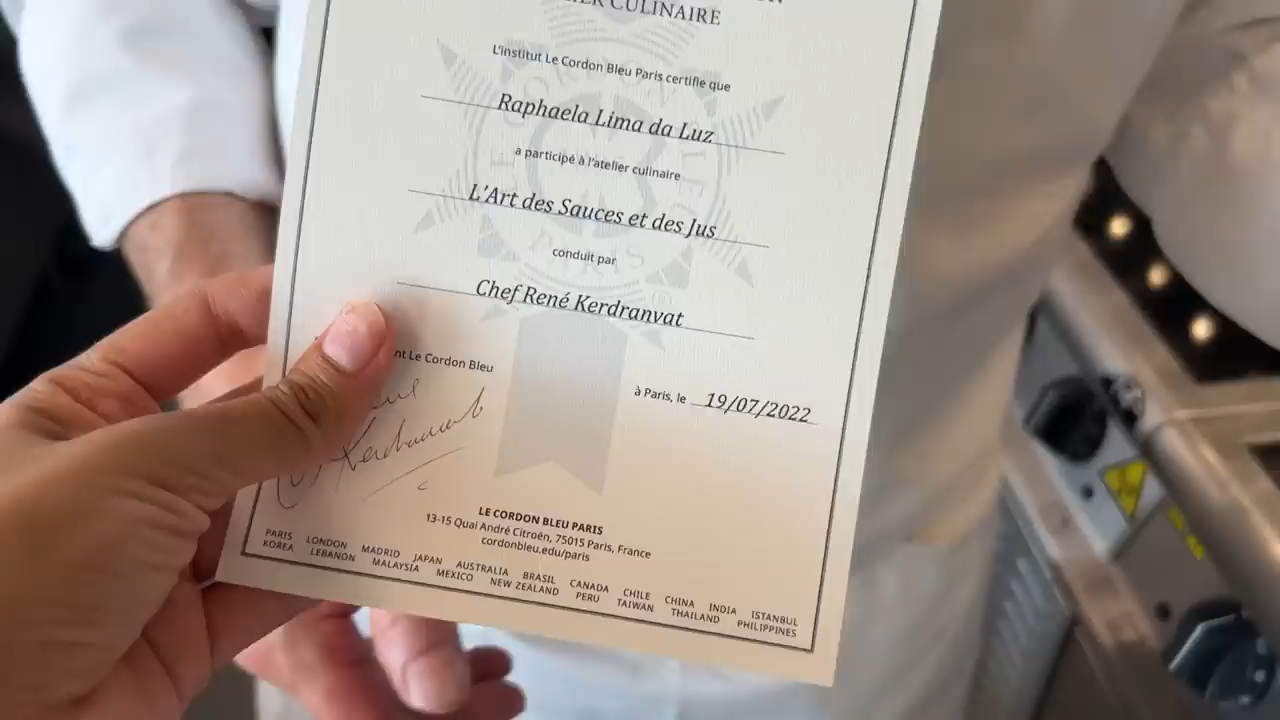 CULINAIRE
L'institut Le Cordon Bleu Paris certifie que
Raphaela Lima da Luz
a participé à l'atelier culinaire
L'Art des Sauces et des Jus
conduit par
Chef René Kerdranvat
Le Cordon Bleu
à Paris, le 19/07/2022
LE CORDON BLEU PARIS
13-15 Quai André Citroën, 75015 Paris, France
cordonbleu.edu/paris
PARIS LONDON MADRID JAPAN AUSTRALIA BRASIL CANADA CHILE CHINA INDIA ISTANBUL
KOREA LEBANON MALAYSIA MEXICO NEW ZEALAND PERU TAIWAN THAILAND PHILIPPINES